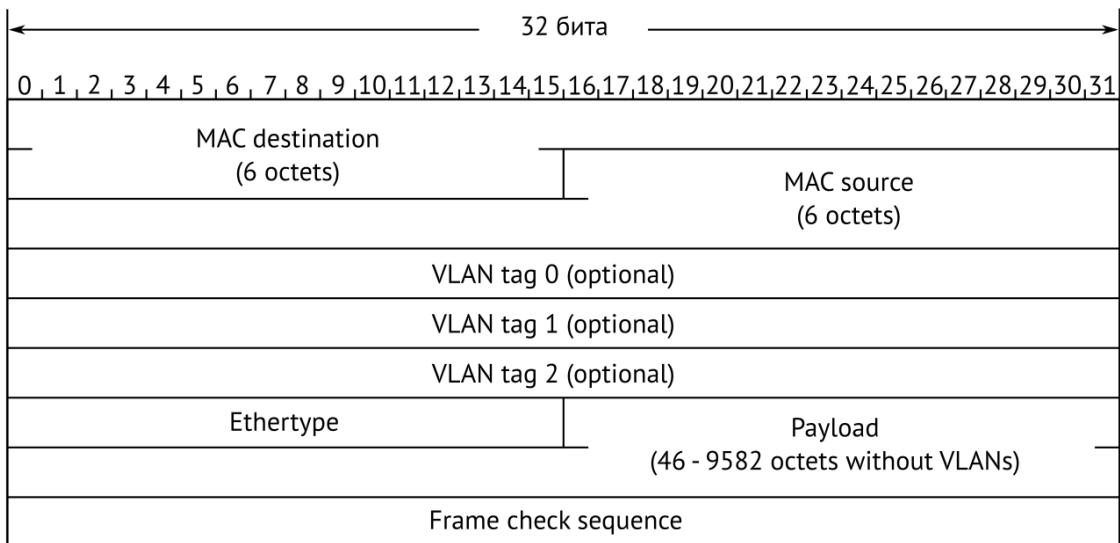 32 бита
0 1 2 3 4 5 6 7 8 9 10 11 12 13 14 15 16 17 18 19 20 21 22 23 24 25 26 27 28 29 30 31
MAC destination
(6 octets)
MAC source
(6 octets)
VLAN tag 0 (optional)
VLAN tag 1 (optional)
VLAN tag 2 (optional)
Ethertype
Payload
(46 - 9582 octets without VLANs)
Frame check sequence